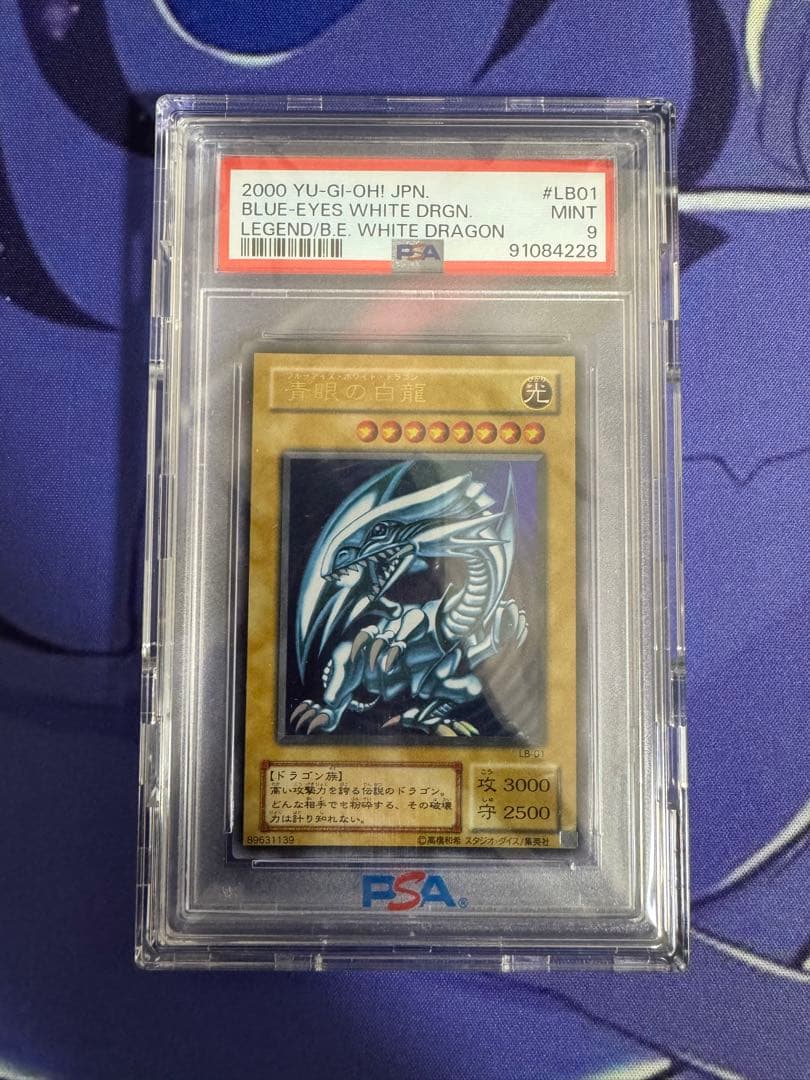 2000 YU-GI-OH! JPN. #LB01
BLUE-EYES WHITE DRGN. MINT
LEGEND/B.E. WHITE DRAGON 9
PSA 91084228
ブルーアイズ・ホワイト・ドラゴン
青眼の白龍
光
LB-01
【ドラゴン族】
高い攻撃力を誇る伝説のドラゴン。
どんな相手でも粉砕する、その破壊
力は計り知れない。
攻 3000
守 2500
89631139 ©高橋和希 スタジオ・ダイス/集英社
PSA®